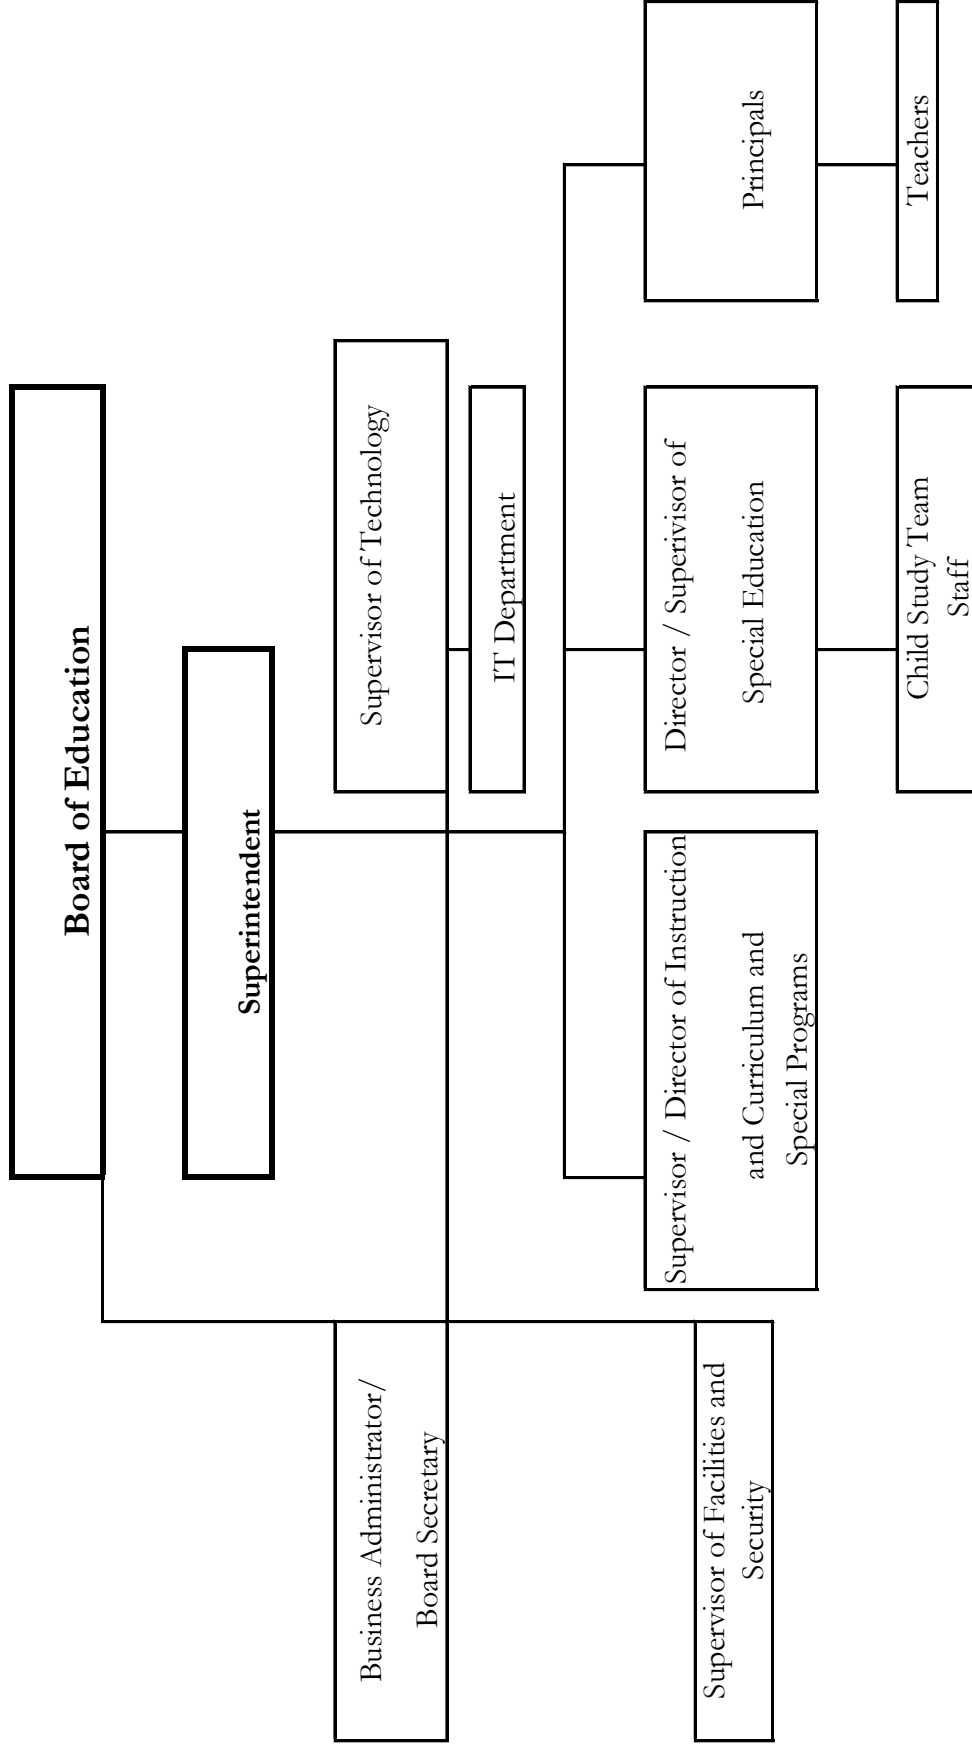 Board of Education
Superintendent
Business Administrator/
Board Secretary
Supervisor of Technology
IT Department
Supervisor / Director of Instruction
and Curriculum and
Special Programs
Director / Superivisor of
Special Education
Principals
Supervisor of Facilities and
Security
Child Study Team
Staff
Teachers